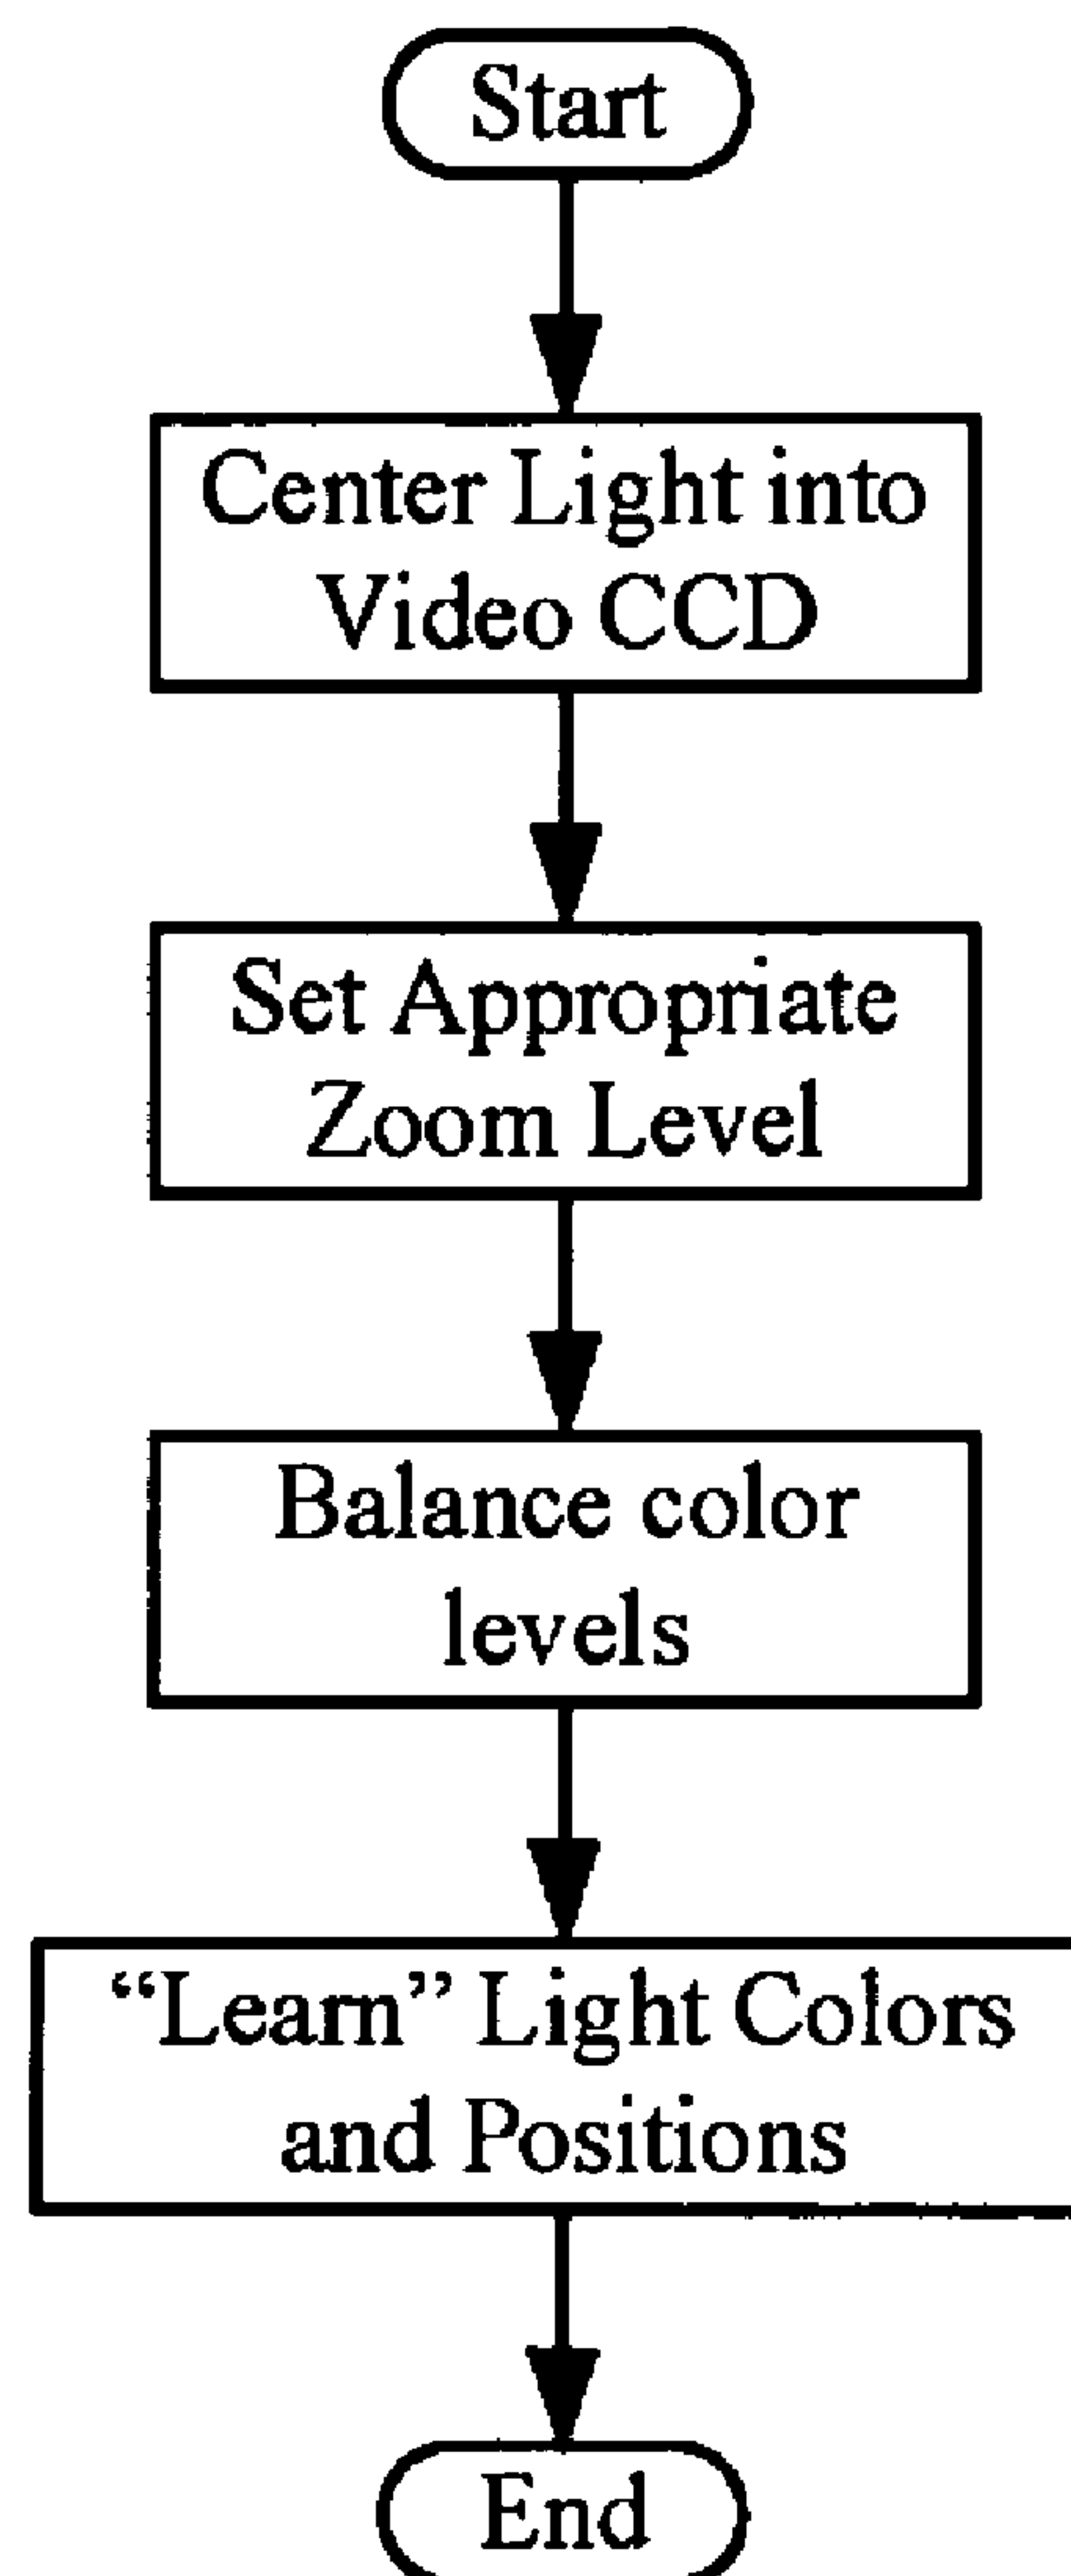 Start
Center Light into
Video CCD
Set Appropriate
Zoom Level
Balance color
levels
“Learn” Light Colors
and Positions
End